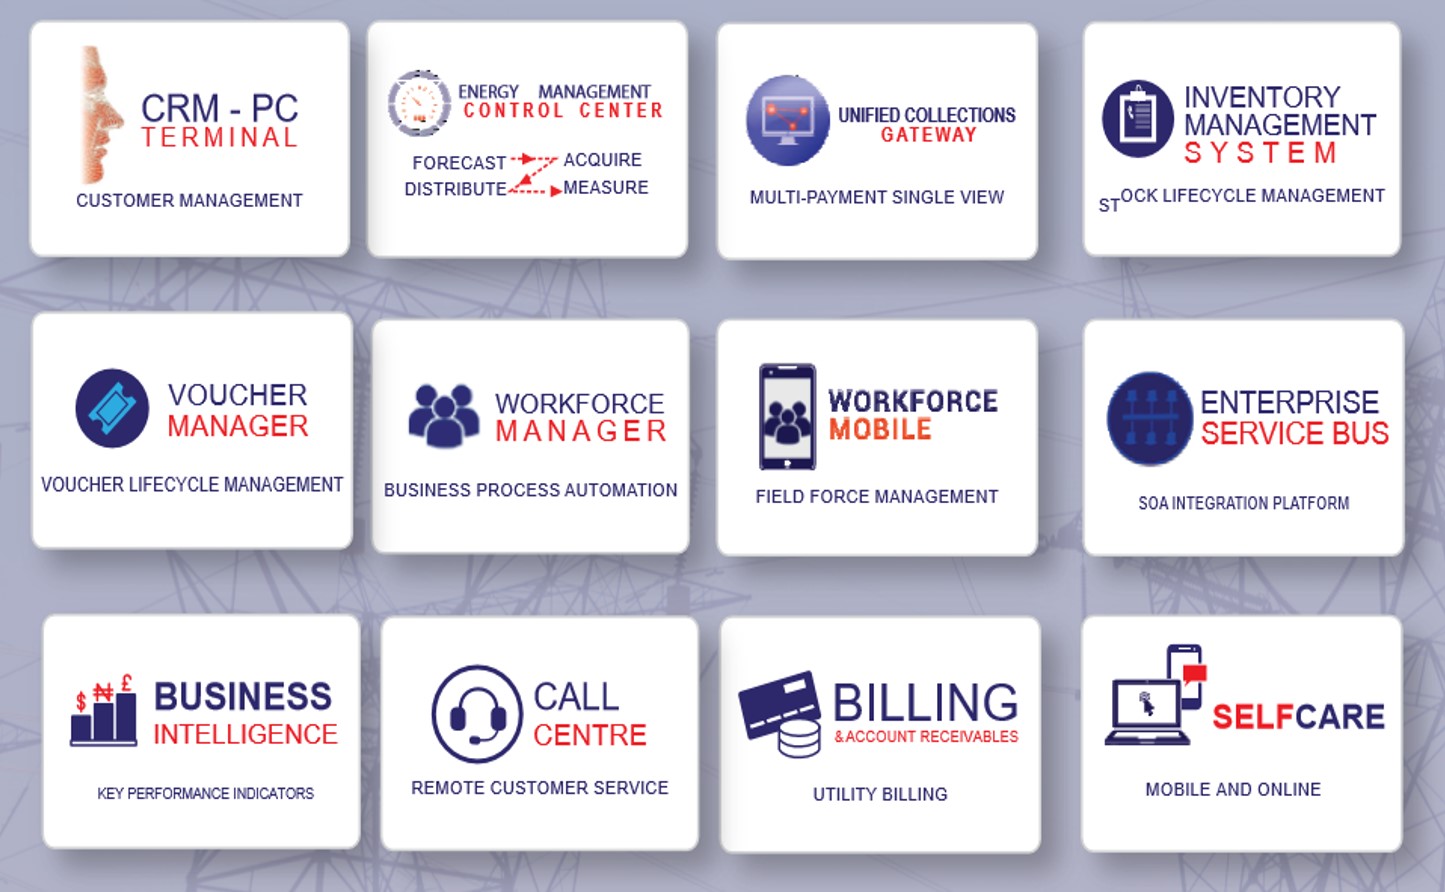 CRM - PC
TERMINAL
CUSTOMER MANAGEMENT
ENERGY MANAGEMENT
CONTROL CENTER
FORECAST ACQUIRE
DISTRIBUTE MEASURE
UNIFIED COLLECTIONS
GATEWAY
MULTI-PAYMENT SINGLE VIEW
INVENTORY
MANAGEMENT
SYSTEM
STOCK LIFECYCLE MANAGEMENT
VOUCHER
MANAGER
VOUCHER LIFECYCLE MANAGEMENT
WORKFORCE
MANAGER
BUSINESS PROCESS AUTOMATION
WORKFORCE
MOBILE
FIELD FORCE MANAGEMENT
ENTERPRISE
SERVICE BUS
SOA INTEGRATION PLATFORM
$ ₦ £
BUSINESS
INTELLIGENCE
KEY PERFORMANCE INDICATORS
CALL
CENTRE
REMOTE CUSTOMER SERVICE
BILLING
& ACCOUNT RECEIVABLES
UTILITY BILLING
SELFCARE
MOBILE AND ONLINE